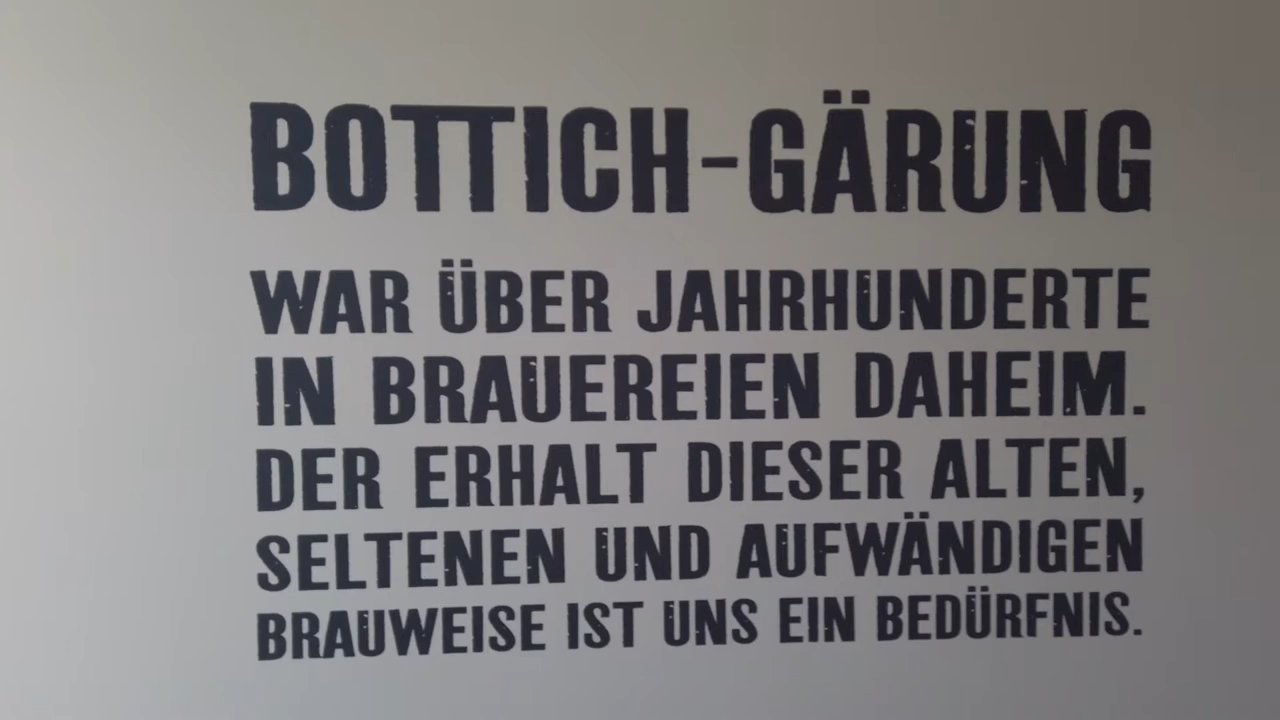 BOTTICH-GÄRUNG
WAR ÜBER JAHRHUNDERTE
IN BRAUEREIEN DAHEIM.
DER ERHALT DIESER ALTEN,
SELTENEN UND AUFWÄNDIGEN
BRAUWEISE IST UNS EIN BEDÜRFNIS.